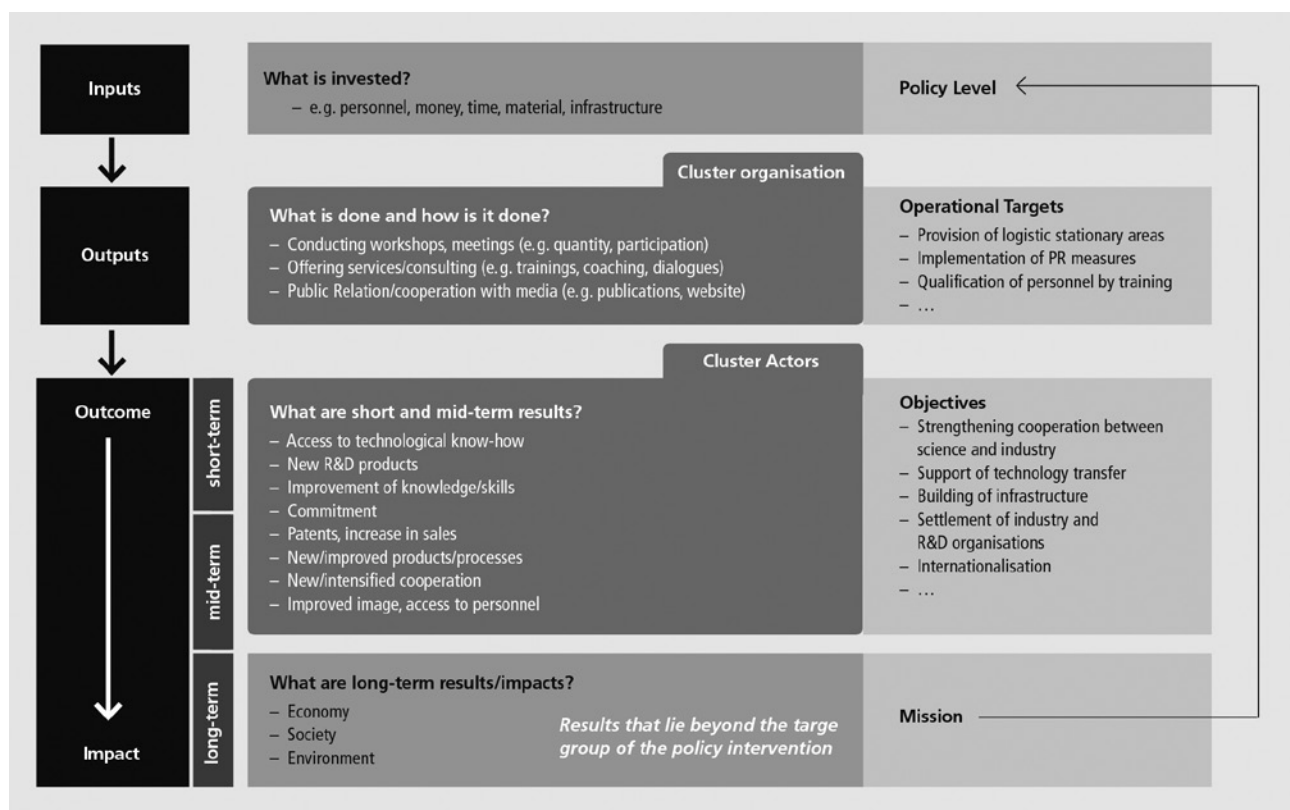 Inputs
What is invested?
– e.g. personnel, money, time, material, infrastructure
Policy Level
Outputs
Cluster organisation
What is done and how is it done?
– Conducting workshops, meetings (e.g. quantity, participation)
– Offering services/consulting (e.g. trainings, coaching, dialogues)
– Public Relation/cooperation with media (e.g. publications, website)
Operational Targets
– Provision of logistic stationary areas
– Implementation of PR measures
– Qualification of personnel by training
– ...
Outcome
Impact
short-term
mid-term
long-term
Cluster Actors
What are short and mid-term results?
– Access to technological know-how
– New R&D products
– Improvement of knowledge/skills
– Commitment
– Patents, increase in sales
– New/improved products/processes
– New/intensified cooperation
– Improved image, access to personnel
Objectives
– Strengthening cooperation between
science and industry
– Support of technology transfer
– Building of infrastructure
– Settlement of industry and
R&D organisations
– Internationalisation
– ...
What are long-term results/impacts?
– Economy
– Society
– Environment
Results that lie beyond the targe
group of the policy intervention
Mission